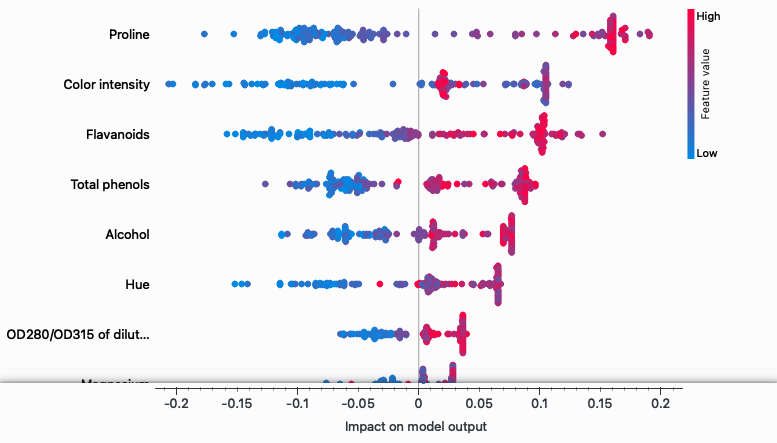 Proline
High
Color intensity
Feature value
Flavanoids
Low
Total phenols
Alcohol
Hue
OD280/OD315 of dilut...
Magnesium
-0.2 -0.15 -0.1 -0.05 0 0.05 0.1 0.15 0.2
Impact on model output